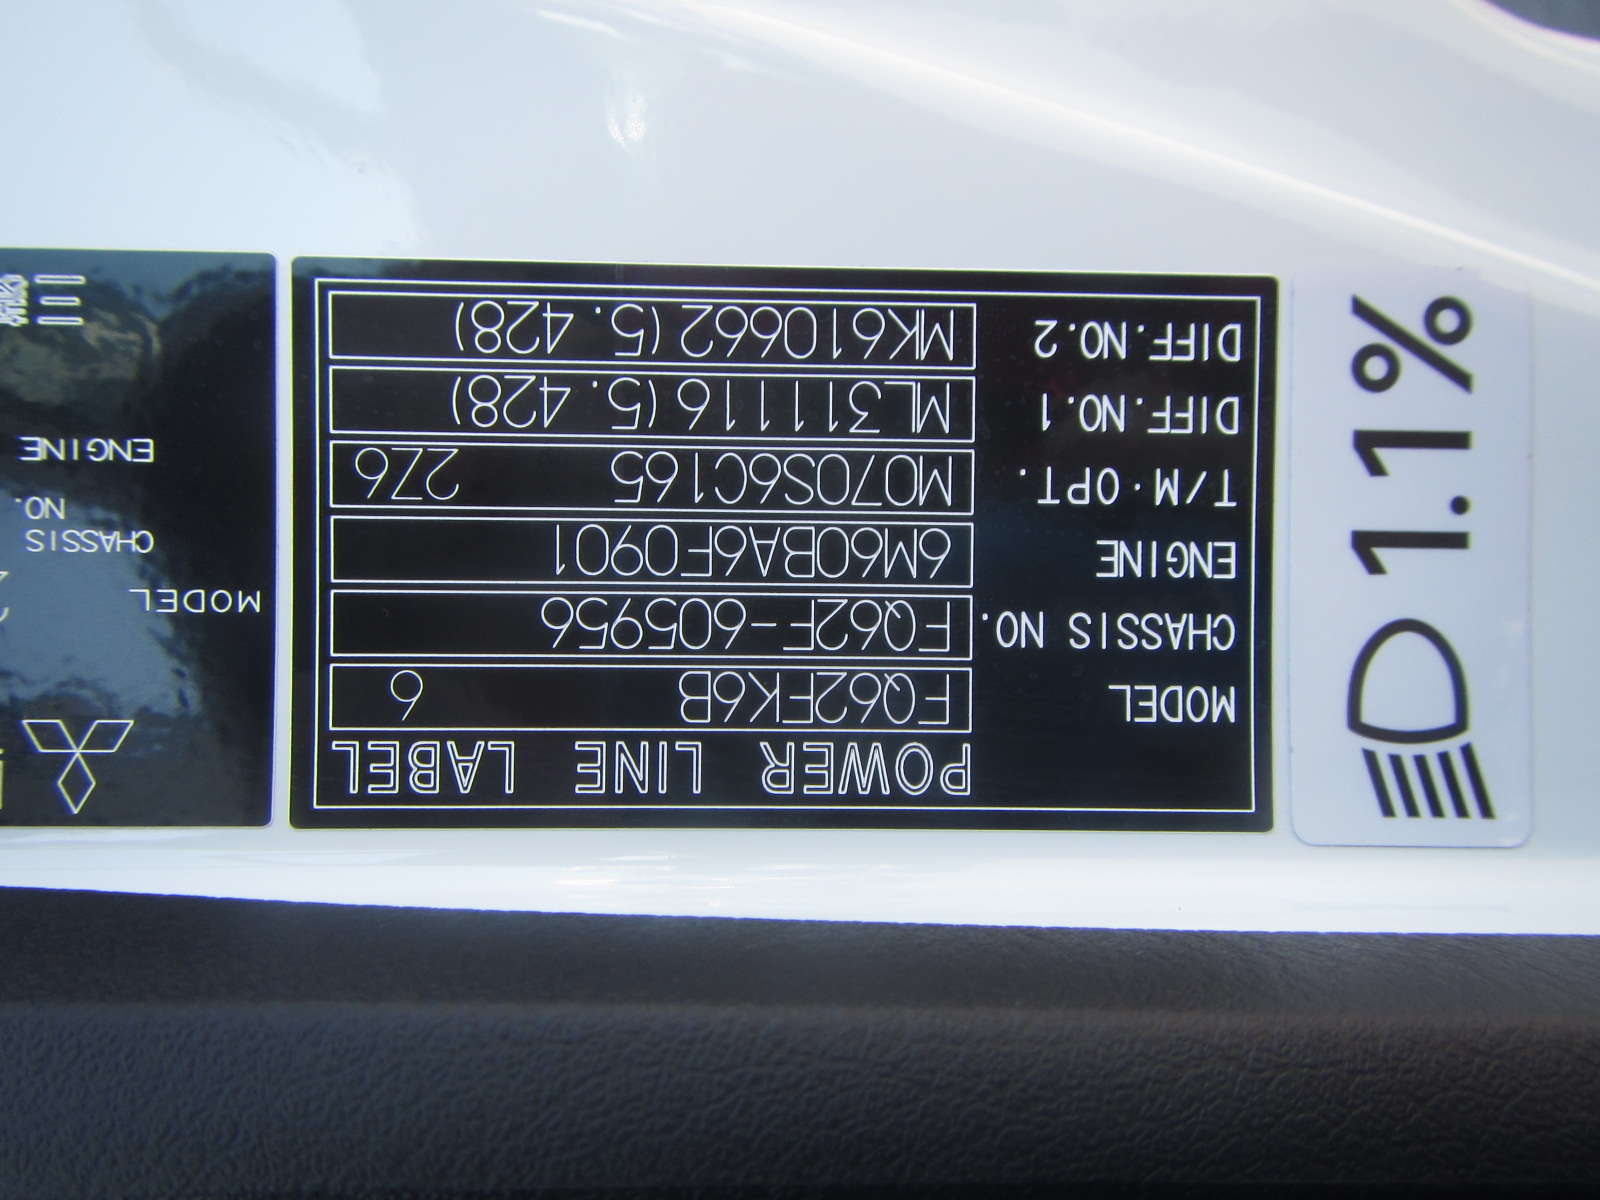 POWER LINE LABEL
MODEL FQ62FK6B 6
CHASSIS NO. FQ62F-605956
ENGINE 6M60BA6F0901
T/M·OPT. M070S6C165 2Z6
DIFF.NO.1 ML311116(5.428)
DIFF.NO.2 MK610662(5.428)
1.1%
MODEL
CHASSIS
NO.
ENGINE